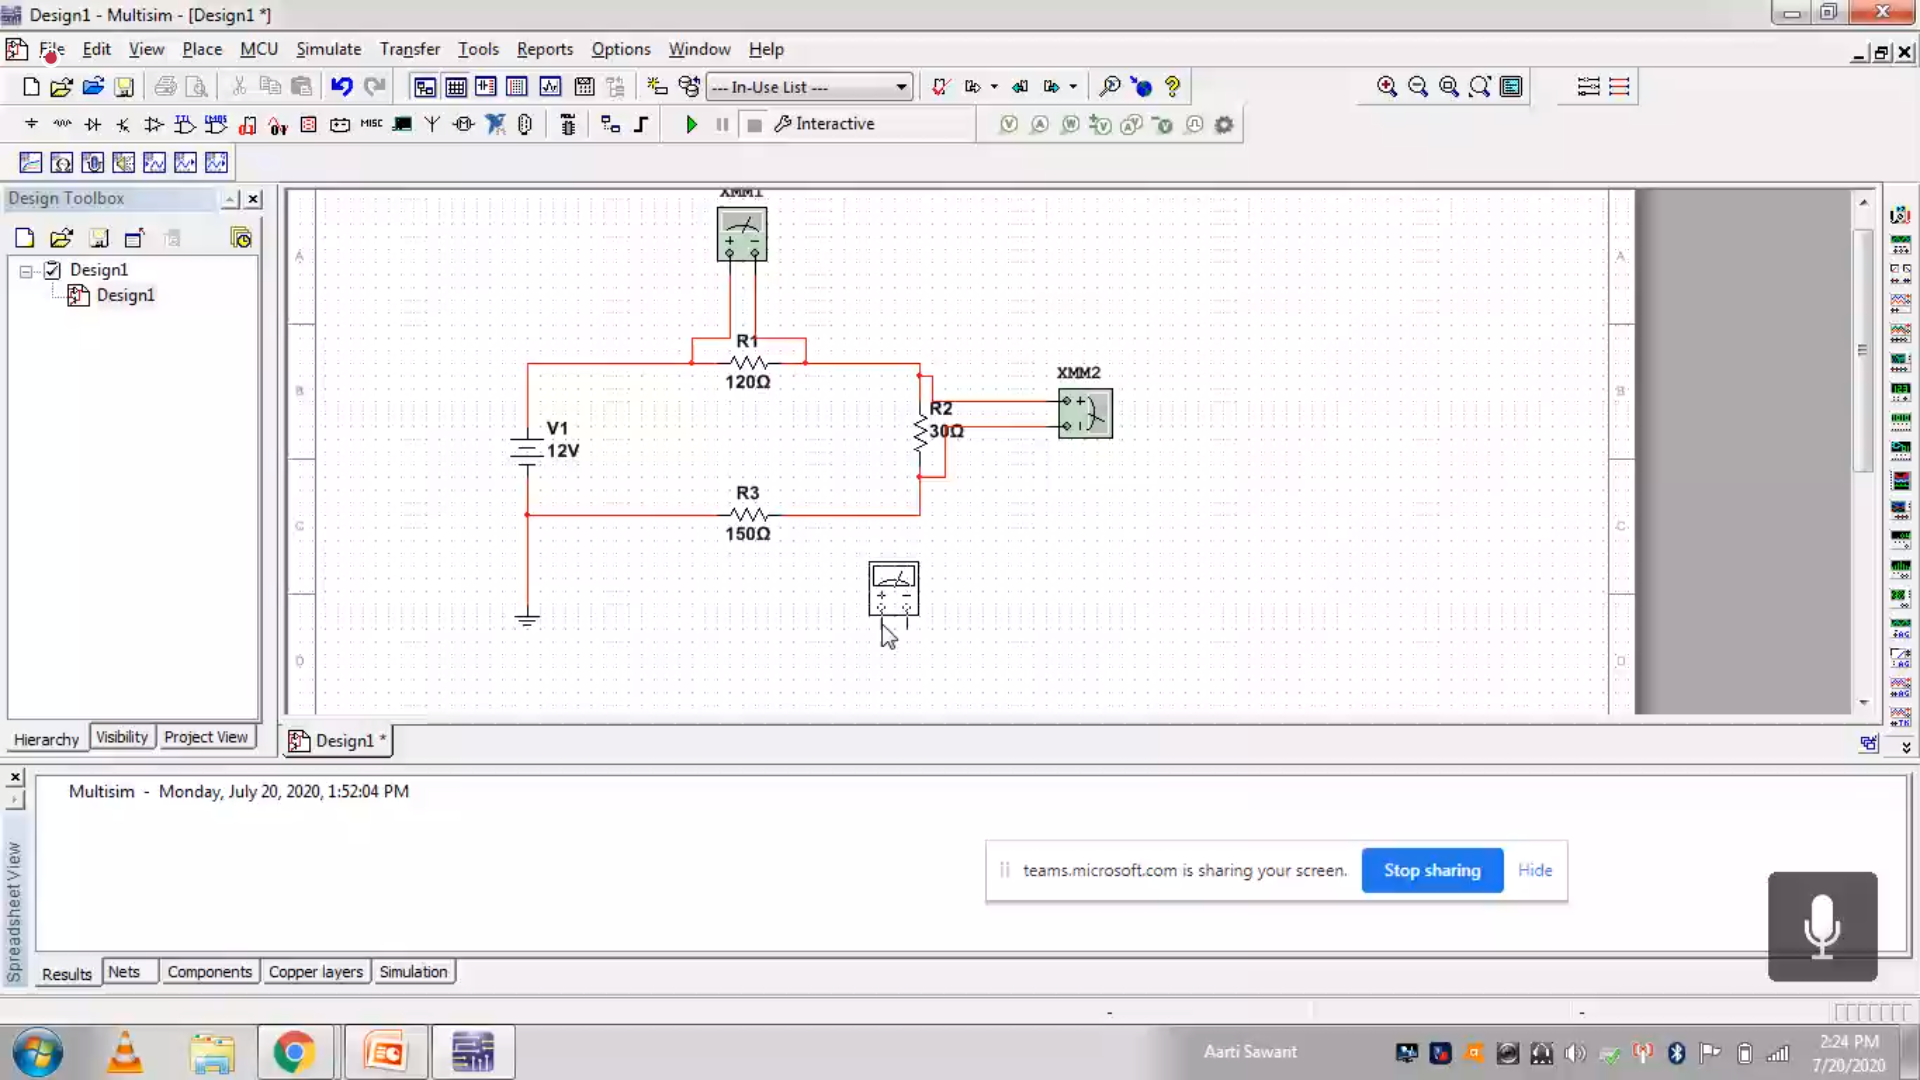 Design1 - Multisim - [Design1 *]
File Edit View Place MCU Simulate Transfer Tools Reports Options Window Help
--- In-Use List ---
MISC
Interactive
Design Toolbox
Design1
Design1
XMM1
R1
120Ω
XMM2
R2
30Ω
V1
12V
R3
150Ω
A
B
C
D
A
B
C
D
Hierarchy Visibility Project View
Design1 *
Multisim - Monday, July 20, 2020, 1:52:04 PM
teams.microsoft.com is sharing your screen. Stop sharing Hide
Spreadsheet View
Results Nets Components Copper layers Simulation
Aarti Sawant
2:24 PM
7/20/2020